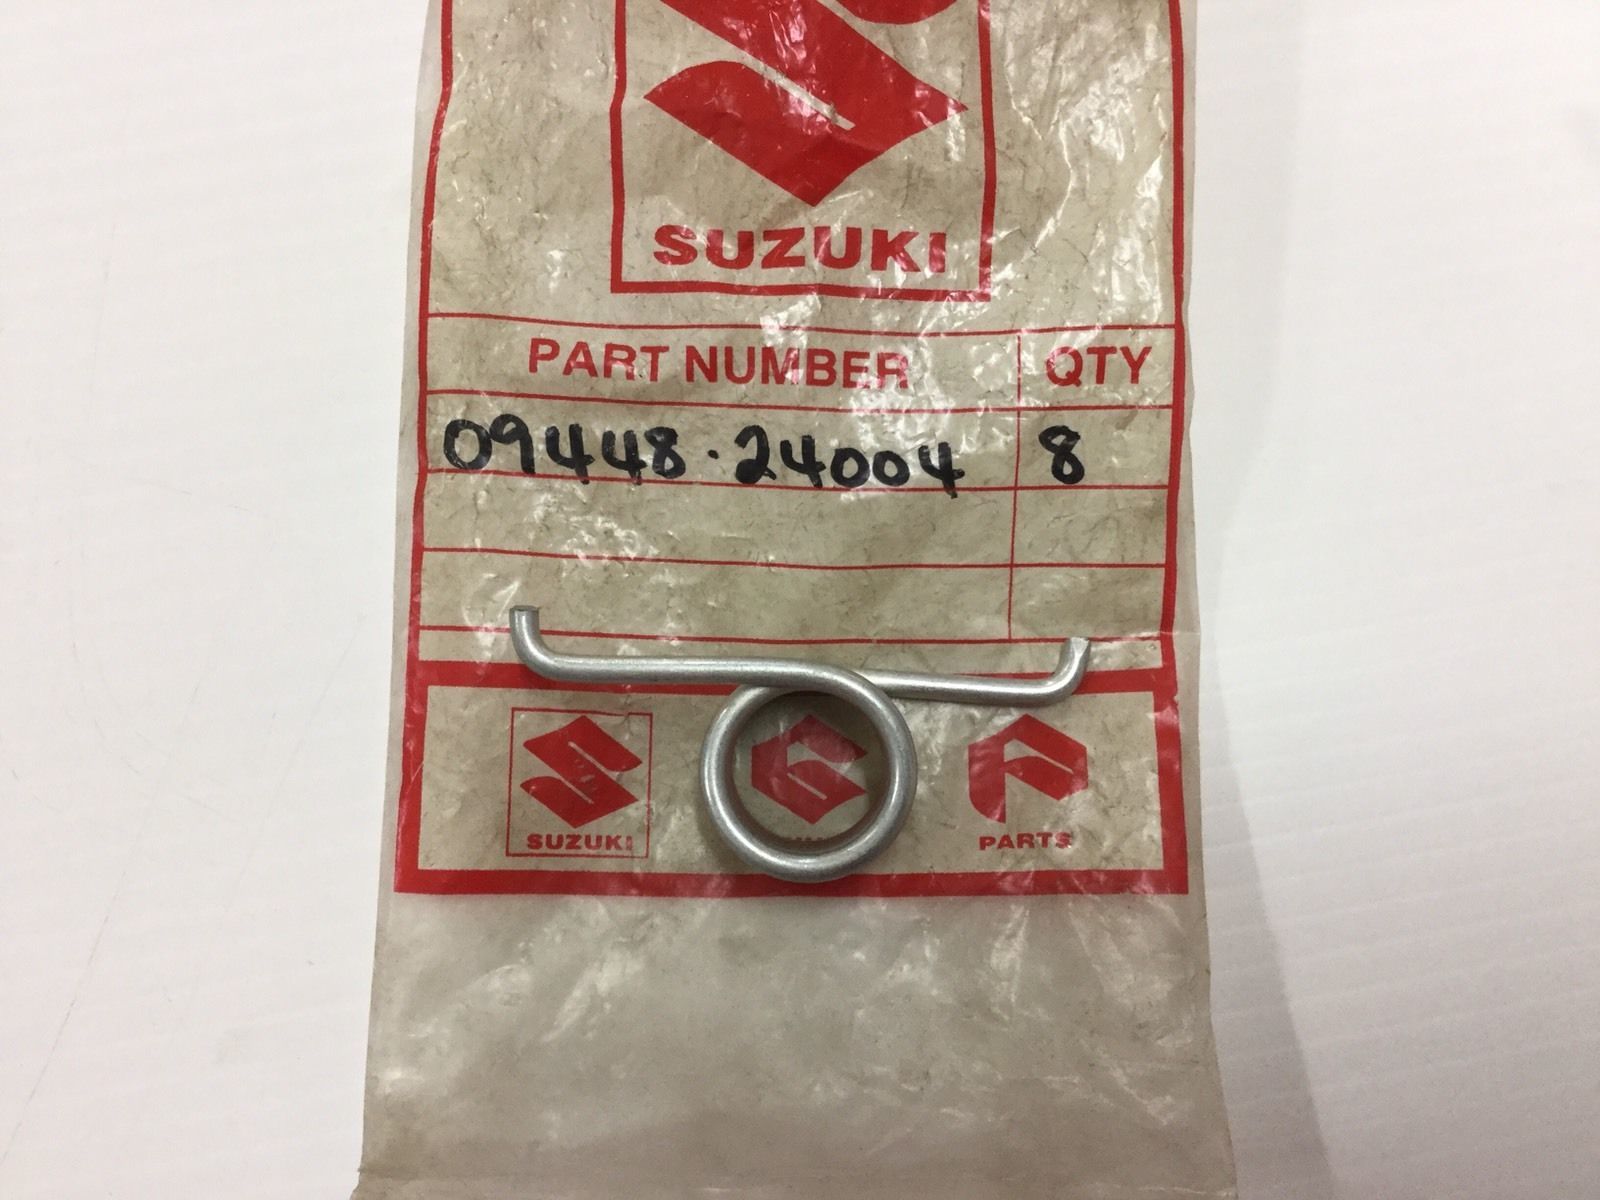 SUZUKI
PART NUMBER QTY
09448-24004 8
SUZUKI
PARTS